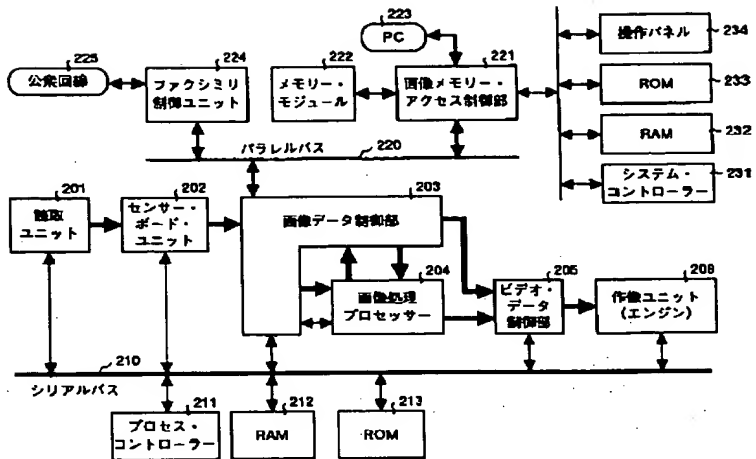 223
PC
225
公衆回線
224
ファクシミリ
制御ユニット
222
メモリー・
モジュール
221
画像メモリー・
アクセス制御部
操作パネル
234
ROM
233
RAM
232
システム・
コントローラー
231
パラレルバス
220
201
読取
ユニット
202
センサー・
ボード・
ユニット
203
画像データ制御部
204
画像処理
プロセッサー
205
ビデオ・
データ
制御部
206
作像ユニット
(エンジン)
210
シリアルバス
211
プロセス・
コントローラー
212
RAM
213
ROM